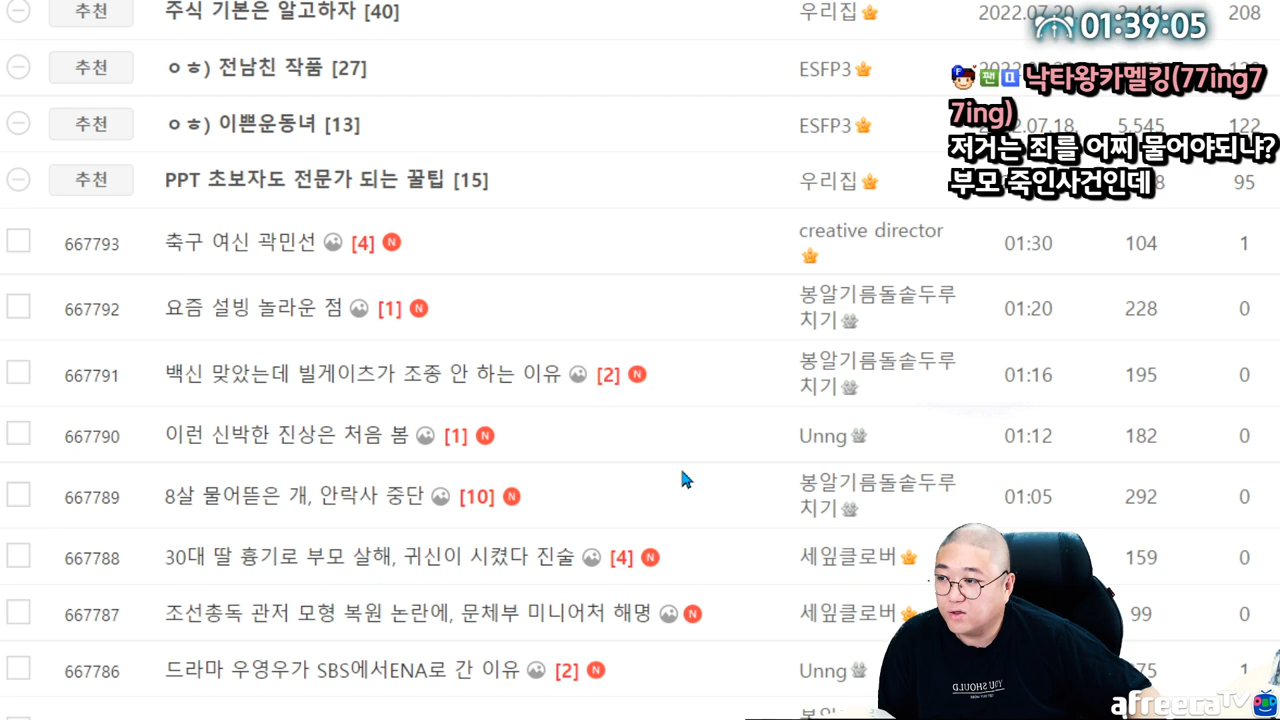 추천 주식 기본은 알고하자 [40] 우리집 2022.07.20 2,411 208
01:39:05
추천 ㅇㅎ) 전남친 작품 [27] ESFP3
낙타왕카멜킹(77ing7
7ing)
추천 ㅇㅎ) 이쁜운동녀 [13] ESFP3 07.18 5,545 122
저거는 죄를 어찌 물어야되냐?
부모 죽인사건인데
추천 PPT 초보자도 전문가 되는 꿀팁 [15] 우리집 95
667793 축구 여신 곽민선 [4] N creative director 01:30 104 1
667792 요즘 설빙 놀라운 점 [1] N 봉알기름돌솥두루
치기 01:20 228 0
667791 백신 맞았는데 빌게이츠가 조종 안 하는 이유 [2] N 봉알기름돌솥두루
치기 01:16 195 0
667790 이런 신박한 진상은 처음 봄 [1] N Unng 01:12 182 0
667789 8살 물어뜯은 개, 안락사 중단 [10] N 봉알기름돌솥두루
치기 01:05 292 0
667788 30대 딸 흉기로 부모 살해, 귀신이 시켰다 진술 [4] N 세잎클로버 159 0
667787 조선총독 관저 모형 복원 논란에, 문체부 미니어처 해명 N 세잎클로버 99 0
667786 드라마 우영우가 SBS에서ENA로 간 이유 [2] N Unng 1
YOU SHOULD
afreecaTV